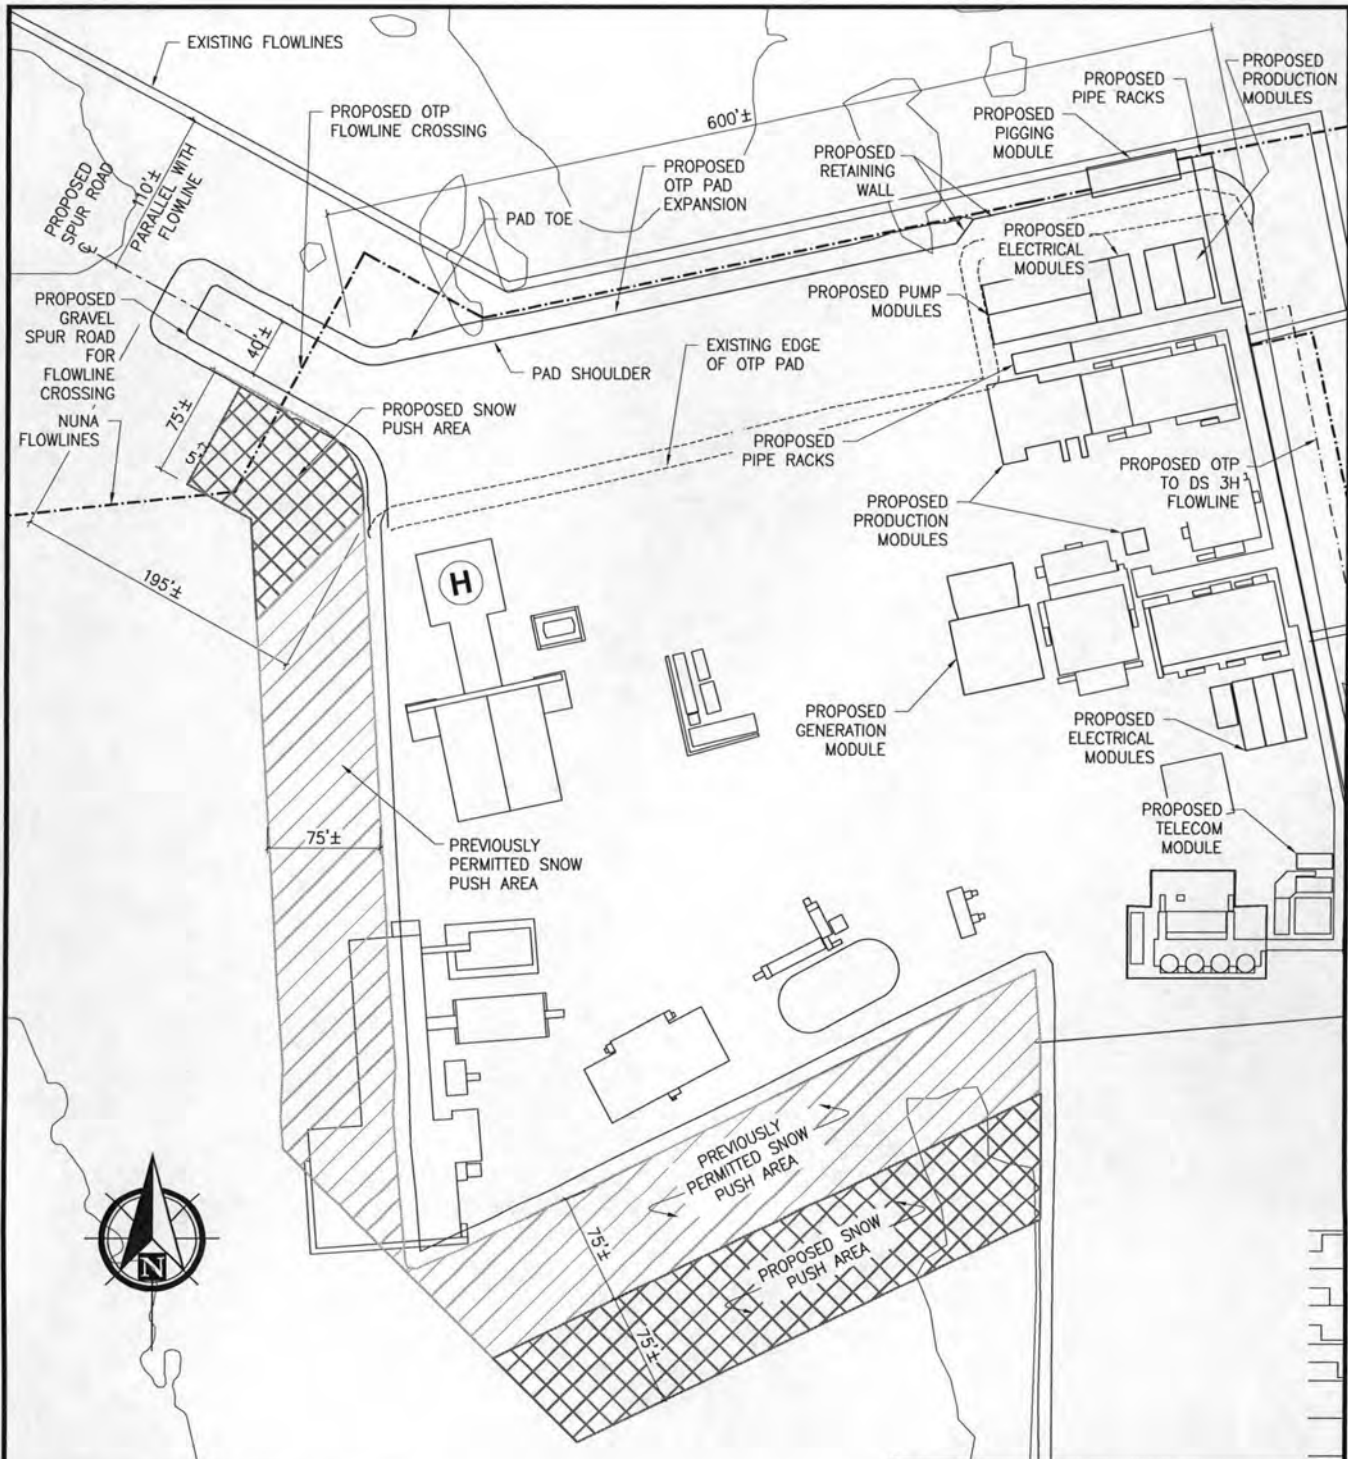 EXISTING FLOWLINES
PROPOSED OTP
FLOWLINE CROSSING
600'±
PROPOSED
PIPE RACKS
PROPOSED
PRODUCTION
MODULES
PROPOSED
PIGGING
MODULE
PROPOSED
RETAINING
WALL
PROPOSED
OTP PAD
EXPANSION
PROPOSED
SPUR ROAD
℄
110'±
PARALLEL WITH
FLOWLINE
PAD TOE
PROPOSED
ELECTRICAL
MODULES
PROPOSED PUMP
MODULES
PROPOSED
GRAVEL
SPUR ROAD
FOR
FLOWLINE
CROSSING
40'±
EXISTING EDGE
OF OTP PAD
PAD SHOULDER
75'±
PROPOSED SNOW
PUSH AREA
NUNA
FLOWLINES
5'±
PROPOSED
PIPE RACKS
PROPOSED OTP
TO DS 3H
FLOWLINE
PROPOSED
PRODUCTION
MODULES
195'±
H
PROPOSED
GENERATION
MODULE
PROPOSED
ELECTRICAL
MODULES
PROPOSED
TELECOM
MODULE
75'±
PREVIOUSLY
PERMITTED SNOW
PUSH AREA
PREVIOUSLY
PERMITTED SNOW
PUSH AREA
75'±
PROPOSED SNOW
PUSH AREA
75'±
N